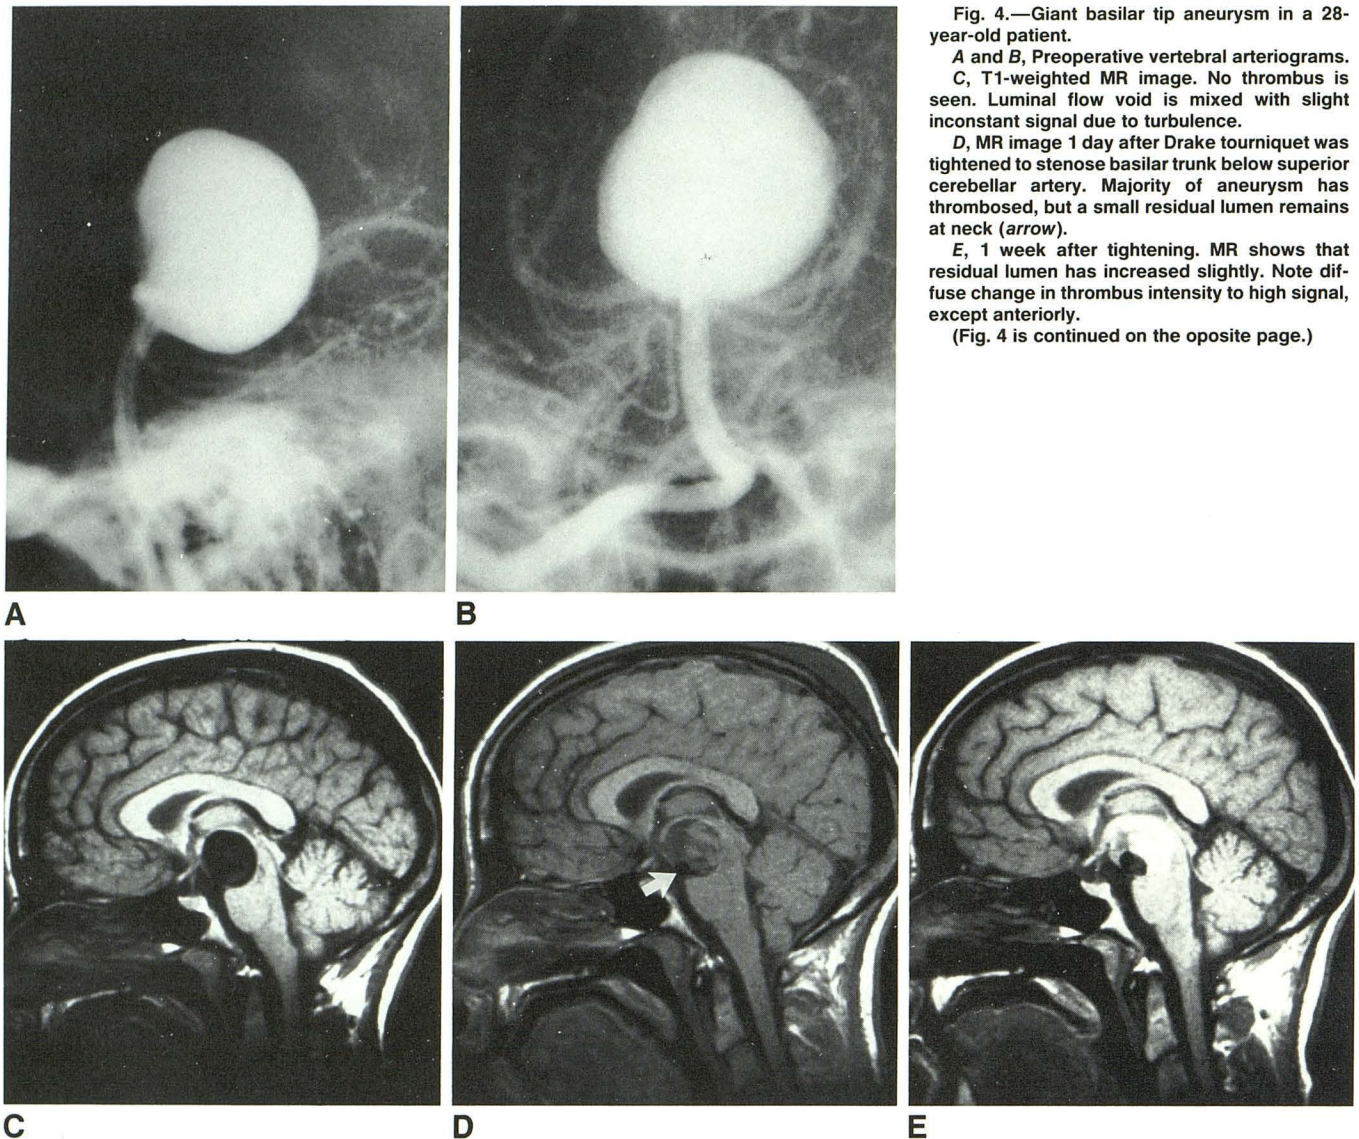 Fig. 4.—Giant basilar tip aneurysm in a 28-
year-old patient.
A and B, Preoperative vertebral arteriograms.
C, T1-weighted MR image. No thrombus is
seen. Luminal flow void is mixed with slight
inconstant signal due to turbulence.
D, MR image 1 day after Drake tourniquet was
tightened to stenose basilar trunk below superior
cerebellar artery. Majority of aneurysm has
thrombosed, but a small residual lumen remains
at neck (arrow).
E, 1 week after tightening. MR shows that
residual lumen has increased slightly. Note dif-
fuse change in thrombus intensity to high signal,
except anteriorly.
(Fig. 4 is continued on the oposite page.)
A
B
C
D
E